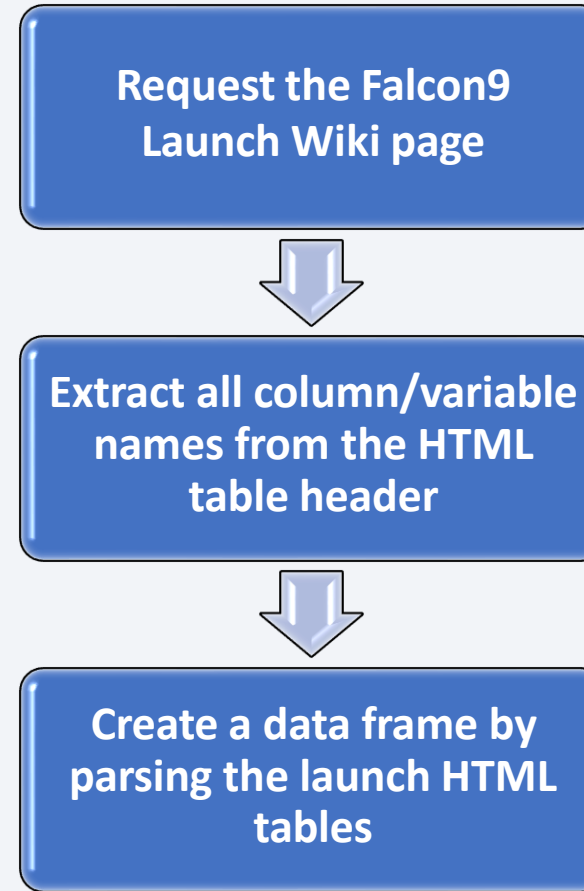 Request the Falcon9
Launch Wiki page
Extract all column/variable
names from the HTML
table header
Create a data frame by
parsing the launch HTML
tables